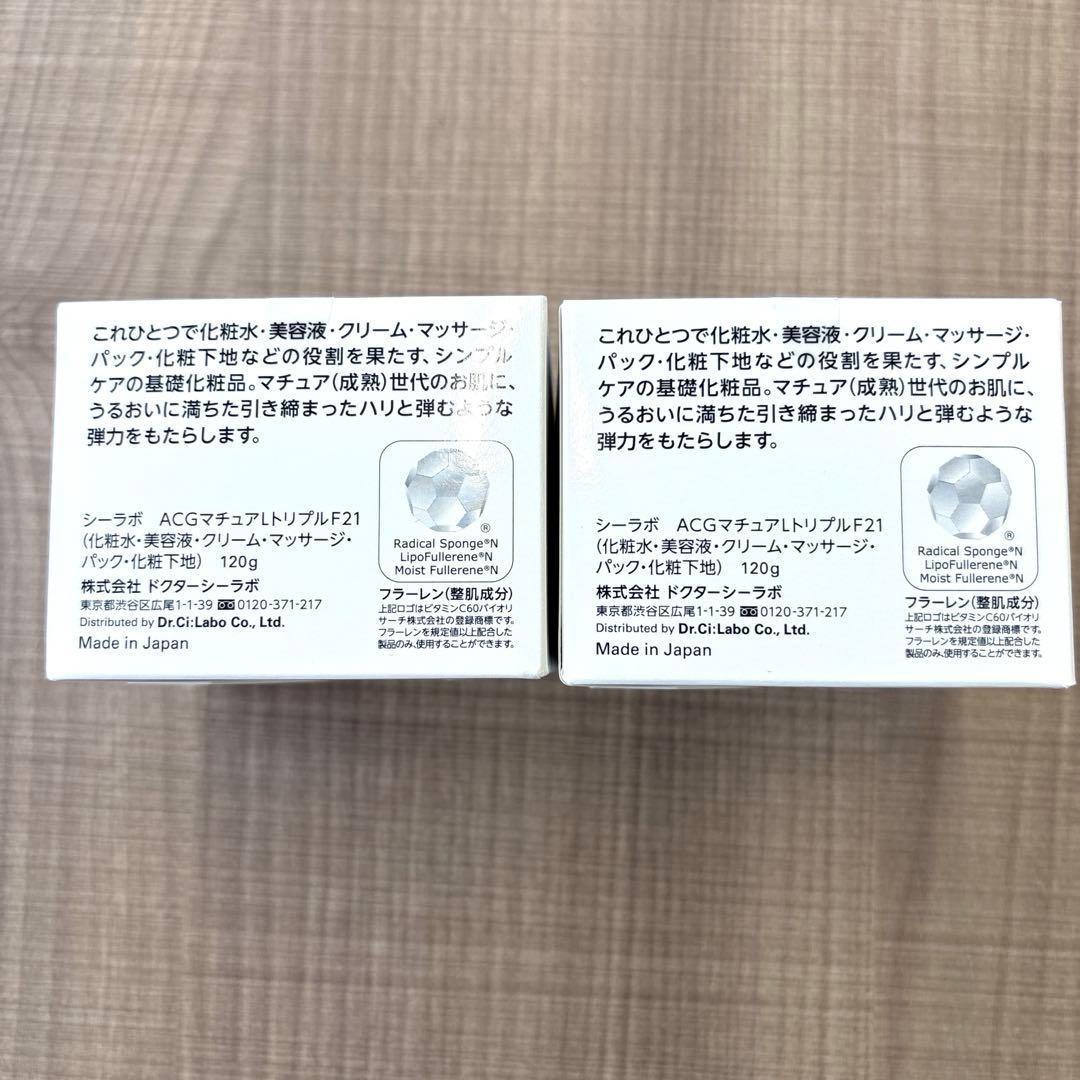 これひとつで化粧水・美容液・クリーム・マッサージ・
パック・化粧下地などの役割を果たす、シンプル
ケアの基礎化粧品。マチュア（成熟）世代のお肌に、
うるおいに満ちた引き締まったハリと弾むような
弾力をもたらします。
シーラボ　ACGマチュアLトリプルF21
（化粧水・美容液・クリーム・マッサージ・
パック・化粧下地）　120g
株式会社 ドクターシーラボ
東京都渋谷区広尾1-1-39 0120-371-217
Distributed by Dr.Ci:Labo Co., Ltd.
Made in Japan
®
Radical Sponge®N
LipoFullerene®N
Moist Fullerene®N
フラーレン（整肌成分）
上記ロゴはビタミンC60バイオリ
サーチ株式会社の登録商標です。
フラーレンを規定値以上配合した
製品のみ、使用することができます。
これひとつで化粧水・美容液・クリーム・マッサージ・
パック・化粧下地などの役割を果たす、シンプル
ケアの基礎化粧品。マチュア（成熟）世代のお肌に、
うるおいに満ちた引き締まったハリと弾むような
弾力をもたらします。
シーラボ　ACGマチュアLトリプルF21
（化粧水・美容液・クリーム・マッサージ・
パック・化粧下地）　120g
株式会社 ドクターシーラボ
東京都渋谷区広尾1-1-39 0120-371-217
Distributed by Dr.Ci:Labo Co., Ltd.
Made in Japan
®
Radical Sponge®N
LipoFullerene®N
Moist Fullerene®N
フラーレン（整肌成分）
上記ロゴはビタミンC60バイオリ
サーチ株式会社の登録商標です。
フラーレンを規定値以上配合した
製品のみ、使用することができます。